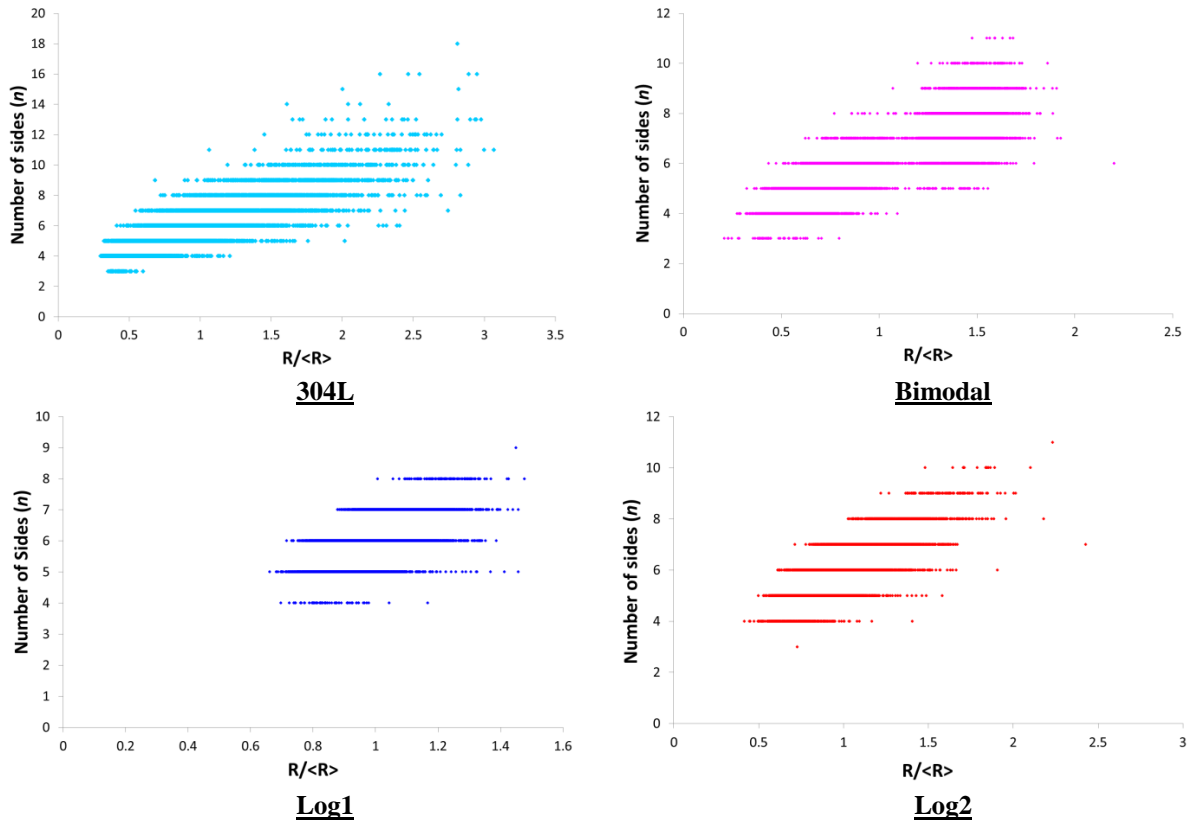 20
18
16
14
12
10
8
6
4
2
0
Number of sides (n)
0 0.5 1 1.5 2 2.5 3 3.5
R/<R>
304L
12
10
8
6
4
2
0
Number of sides (n)
0 0.5 1 1.5 2 2.5
R/<R>
Bimodal
10
9
8
7
6
5
4
3
2
1
0
Number of Sides (n)
0 0.2 0.4 0.6 0.8 1 1.2 1.4 1.6
R/<R>
Log1
12
10
8
6
4
2
0
Number of sides (n)
0 0.5 1 1.5 2 2.5 3
R/<R>
Log2